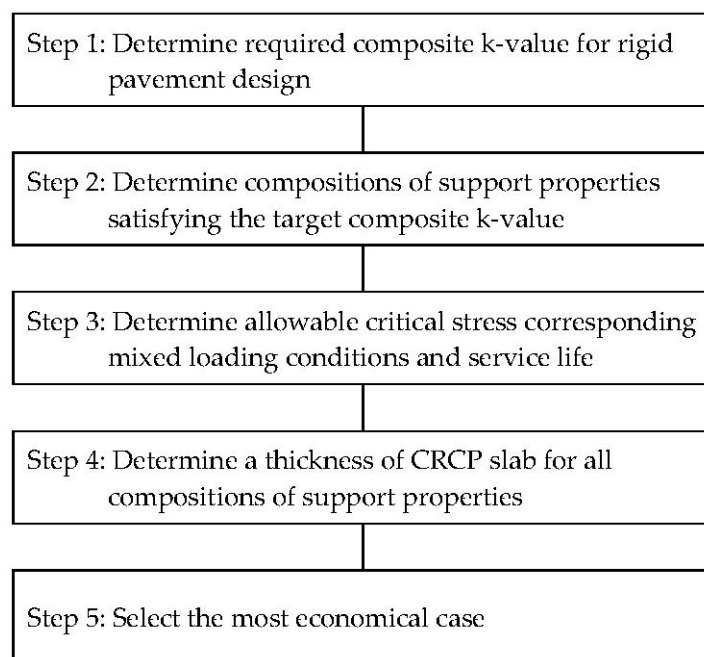 Step 1: Determine required composite k-value for rigid
pavement design
Step 2: Determine compositions of support properties
satisfying the target composite k-value
Step 3: Determine allowable critical stress corresponding
mixed loading conditions and service life
Step 4: Determine a thickness of CRCP slab for all
compositions of support properties
Step 5: Select the most economical case